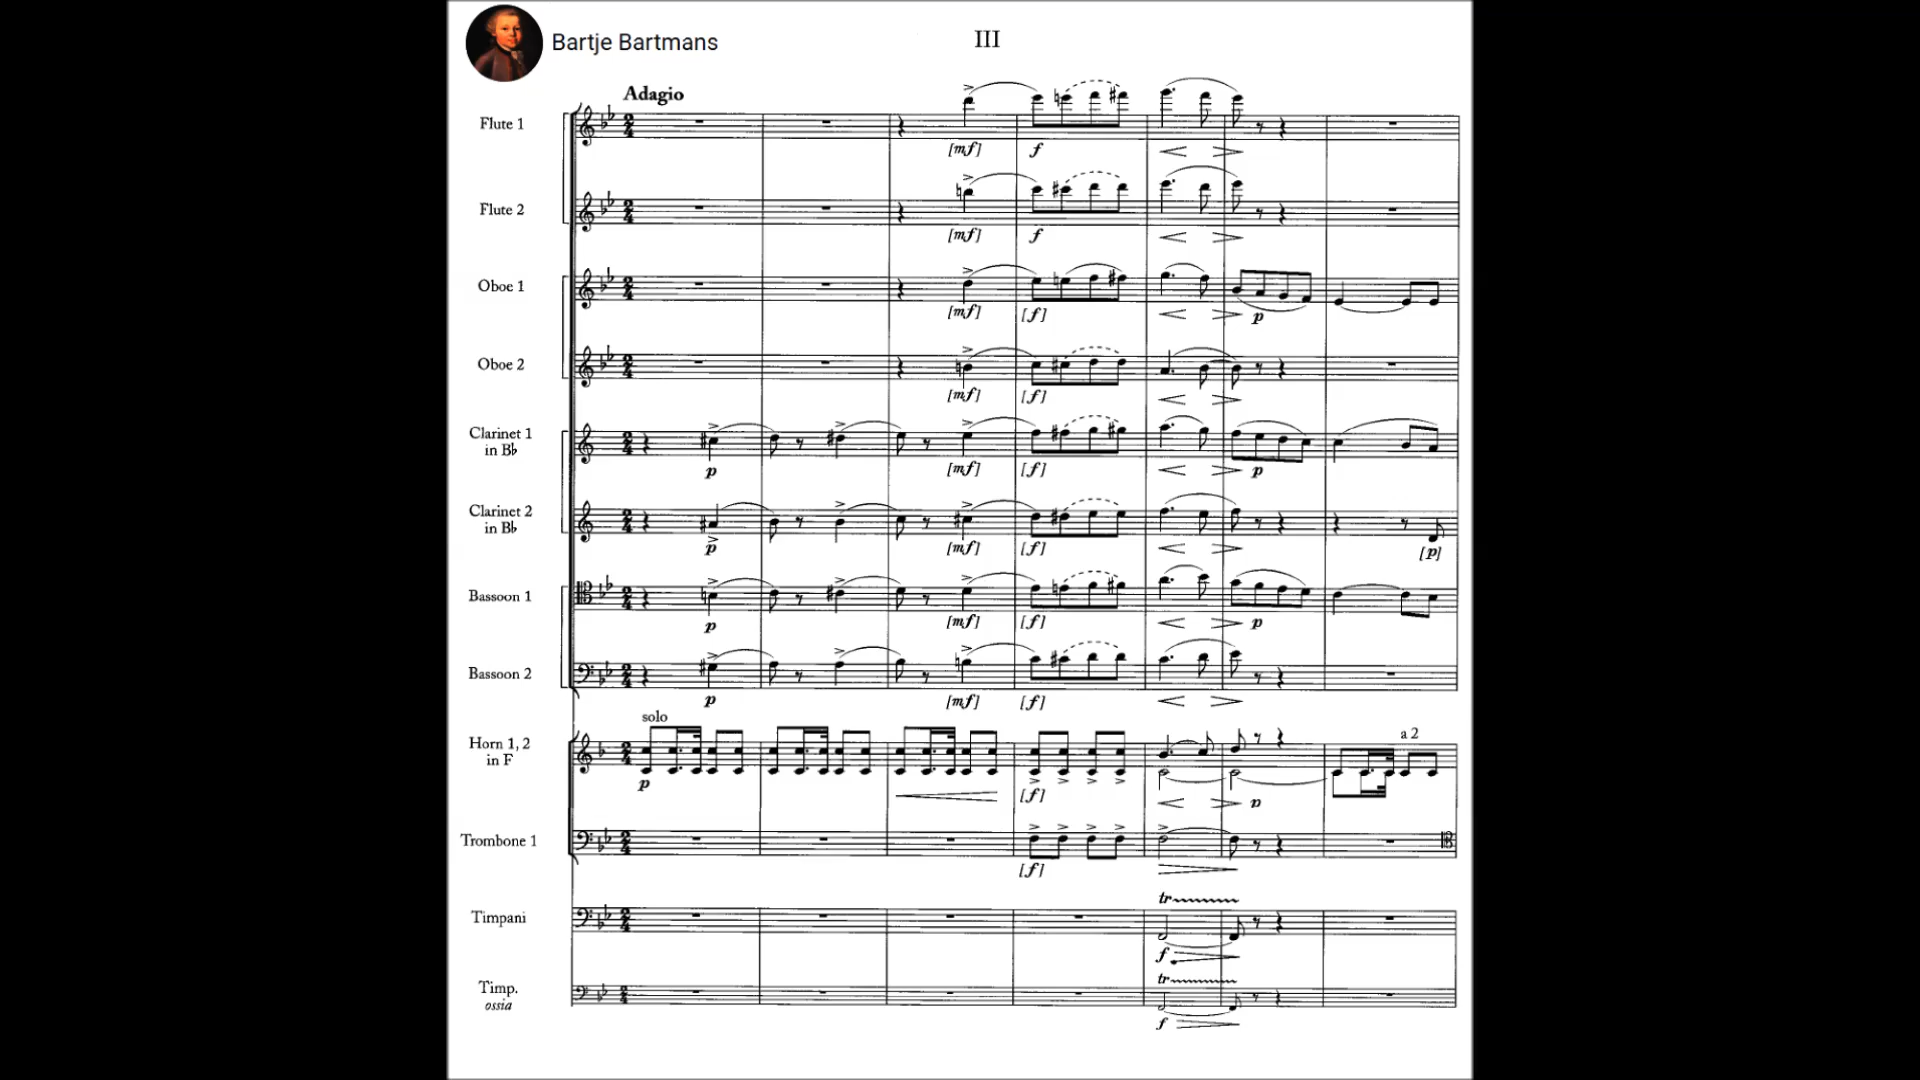 Bartje Bartmans
III
Adagio
Flute 1
[mf] f
Flute 2
[mf] f
Oboe 1
[mf] [f] p
Oboe 2
[mf] [f]
Clarinet 1
in B♭
p [mf] [f] p
Clarinet 2
in B♭
p [mf] [f] [p]
Bassoon 1
p [mf] [f] p
Bassoon 2
p [mf] [f]
solo
Horn 1, 2
in F
a 2
p [f] p
Trombone 1
[f]
tr
Timpani
f
tr
Timp.
ossia
f